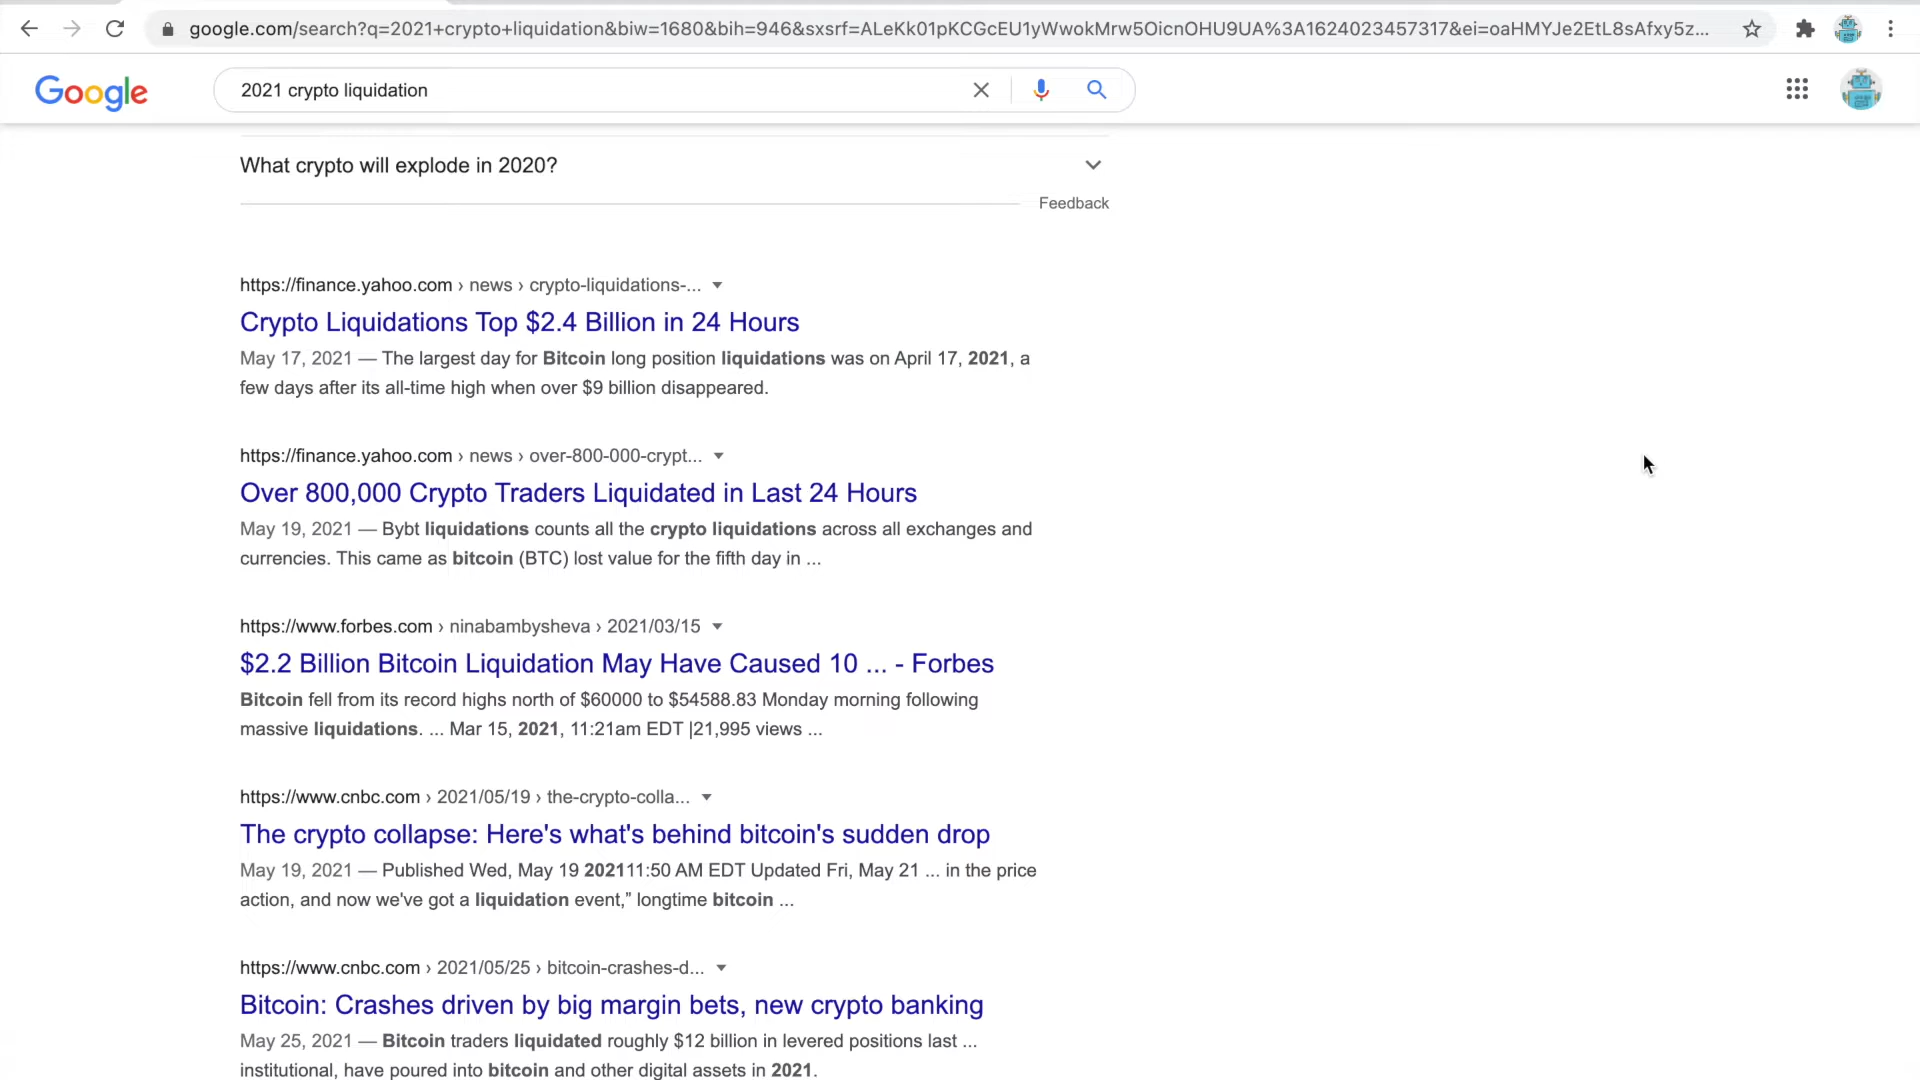 google.com/search?q=2021+crypto+liquidation&biw=1680&bih=946&sxsrf=ALeKk01pKCGcEU1yWwokMrw5OicnOHU9UA%3A1624023457317&ei=oaHMYJe2EtL8sAfxy5z...
Google
2021 crypto liquidation
What crypto will explode in 2020?
Feedback
https://finance.yahoo.com › news › crypto-liquidations-...
Crypto Liquidations Top $2.4 Billion in 24 Hours
May 17, 2021 — The largest day for Bitcoin long position liquidations was on April 17, 2021, a
few days after its all-time high when over $9 billion disappeared.
https://finance.yahoo.com › news › over-800-000-crypt...
Over 800,000 Crypto Traders Liquidated in Last 24 Hours
May 19, 2021 — Bybt liquidations counts all the crypto liquidations across all exchanges and
currencies. This came as bitcoin (BTC) lost value for the fifth day in ...
https://www.forbes.com › ninabambysheva › 2021/03/15
$2.2 Billion Bitcoin Liquidation May Have Caused 10 ... - Forbes
Bitcoin fell from its record highs north of $60000 to $54588.83 Monday morning following
massive liquidations. ... Mar 15, 2021, 11:21am EDT |21,995 views ...
https://www.cnbc.com › 2021/05/19 › the-crypto-colla...
The crypto collapse: Here's what's behind bitcoin's sudden drop
May 19, 2021 — Published Wed, May 19 202111:50 AM EDT Updated Fri, May 21 ... in the price
action, and now we've got a liquidation event,” longtime bitcoin ...
https://www.cnbc.com › 2021/05/25 › bitcoin-crashes-d...
Bitcoin: Crashes driven by big margin bets, new crypto banking
May 25, 2021 — Bitcoin traders liquidated roughly $12 billion in levered positions last ...
institutional, have poured into bitcoin and other digital assets in 2021.